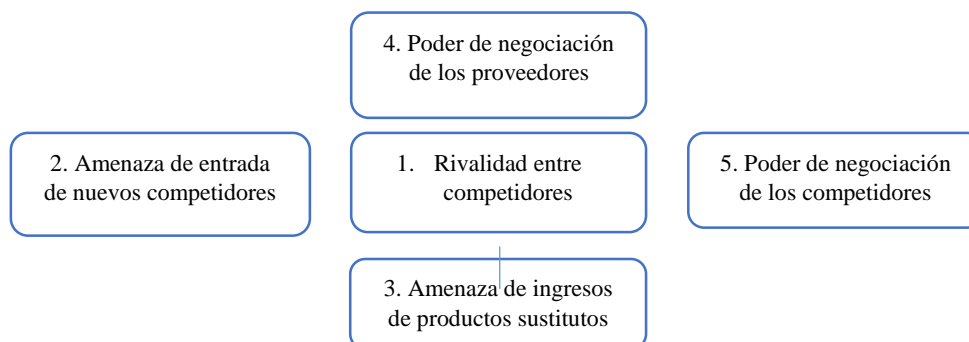 4. Poder de negociación
de los proveedores
2. Amenaza de entrada
de nuevos competidores
1. Rivalidad entre
competidores
5. Poder de negociación
de los competidores
3. Amenaza de ingresos
de productos sustitutos